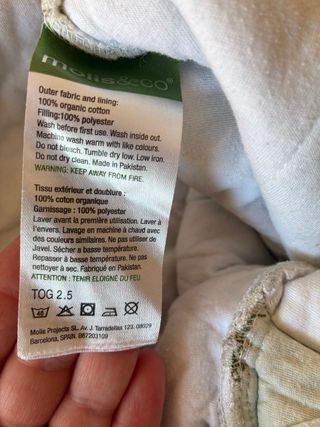 molis&co®
Outer fabric and lining:
100% organic cotton
Filling:100% polyester
Wash before first use. Wash inside out.
Machine wash warm with like colours.
Do not bleach. Tumble dry low. Low iron.
Do not dry clean. Made in Pakistan.
WARNING: KEEP AWAY FROM FIRE.
Tissu extérieur et doublure :
100% coton organique
Garnissage : 100% polyester
Laver avant la première utilisation. Laver à
l'envers. Lavage en machine à chaud avec
des couleurs similaires. Ne pas utiliser de
Javel. Sécher a basse température.
Repasser à basse température. Ne pas
nettoyer à sec. Fabriqué en Pakistan.
ATTENTION : TENIR ELOIGNÉ DU FEU
TOG 2.5
40
Molis Projects SL. Av. J. Tarradellas 123. 08029
Barcelona, SPAIN. B67203109